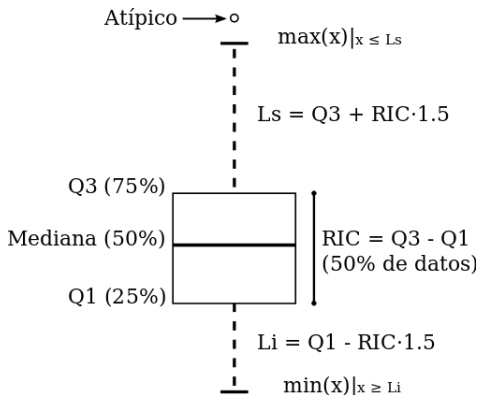 Atípico
max(x)|x ≤ Ls
Ls = Q3 + RIC·1.5
Q3 (75%)
Mediana (50%)
RIC = Q3 - Q1
(50% de datos)
Q1 (25%)
Li = Q1 - RIC·1.5
min(x)|x ≥ Li